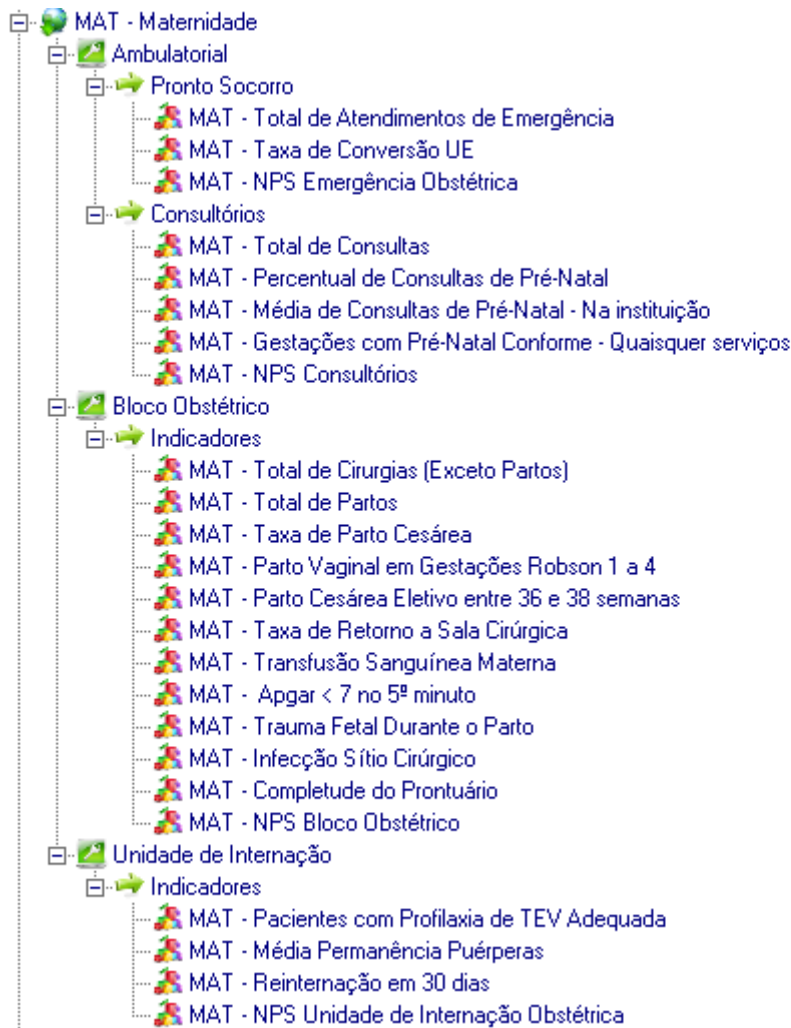 MAT - Maternidade
Ambulatorial
Pronto Socorro
MAT - Total de Atendimentos de Emergência
MAT - Taxa de Conversão UE
MAT - NPS Emergência Obstétrica
Consultórios
MAT - Total de Consultas
MAT - Percentual de Consultas de Pré-Natal
MAT - Média de Consultas de Pré-Natal - Na instituição
MAT - Gestações com Pré-Natal Conforme - Quaisquer serviços
MAT - NPS Consultórios
Bloco Obstétrico
Indicadores
MAT - Total de Cirurgias (Exceto Partos)
MAT - Total de Partos
MAT - Taxa de Parto Cesárea
MAT - Parto Vaginal em Gestações Robson 1 a 4
MAT - Parto Cesárea Eletivo entre 36 e 38 semanas
MAT - Taxa de Retorno a Sala Cirúrgica
MAT - Transfusão Sanguínea Materna
MAT -  Apgar < 7 no 5º minuto
MAT - Trauma Fetal Durante o Parto
MAT - Infecção Sítio Cirúrgico
MAT - Completude do Prontuário
MAT - NPS Bloco Obstétrico
Unidade de Internação
Indicadores
MAT - Pacientes com Profilaxia de TEV Adequada
MAT - Média Permanência Puérperas
MAT - Reinternação em 30 dias
MAT - NPS Unidade de Internação Obstétrica